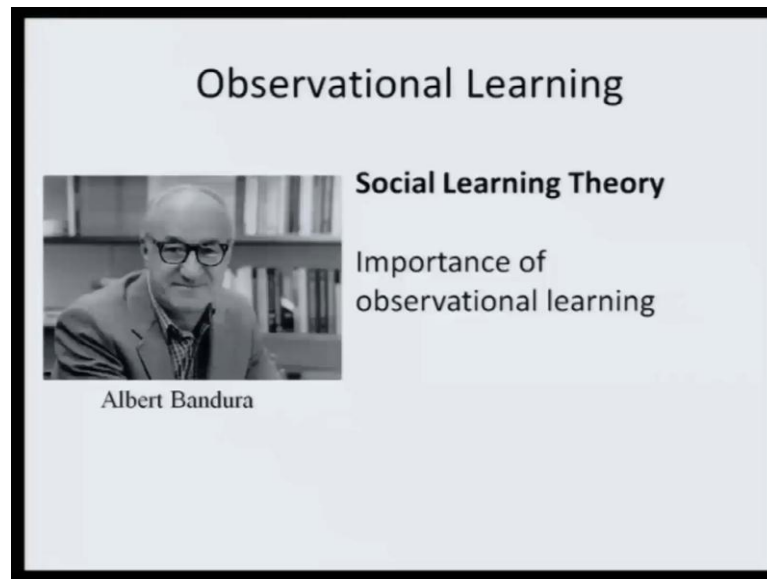 Observational Learning
Social Learning Theory
Importance of
observational learning
Albert Bandura